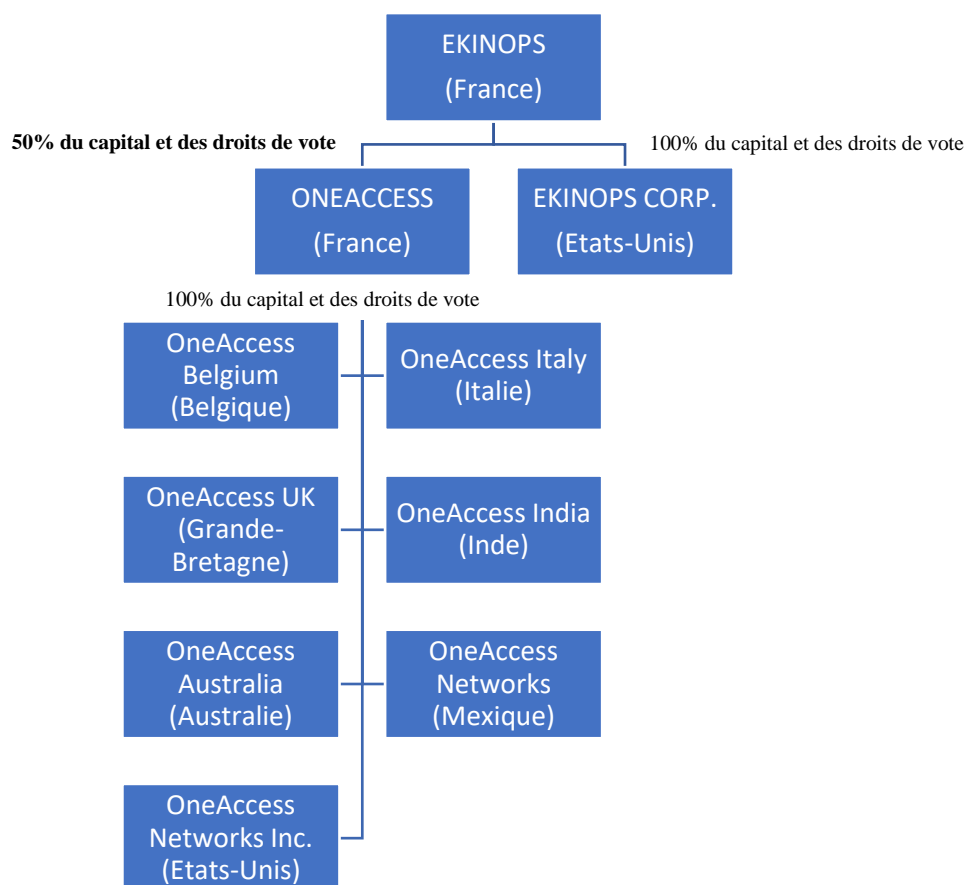 EKINOPS
(France)
50% du capital et des droits de vote
100% du capital et des droits de vote
ONEACCESS
(France)
EKINOPS CORP.
(Etats-Unis)
100% du capital et des droits de vote
OneAccess
Belgium
(Belgique)
OneAccess Italy
(Italie)
OneAccess UK
(Grande-
Bretagne)
OneAccess India
(Inde)
OneAccess
Australia
(Australie)
OneAccess
Networks
(Mexique)
OneAccess
Networks Inc.
(Etats-Unis)